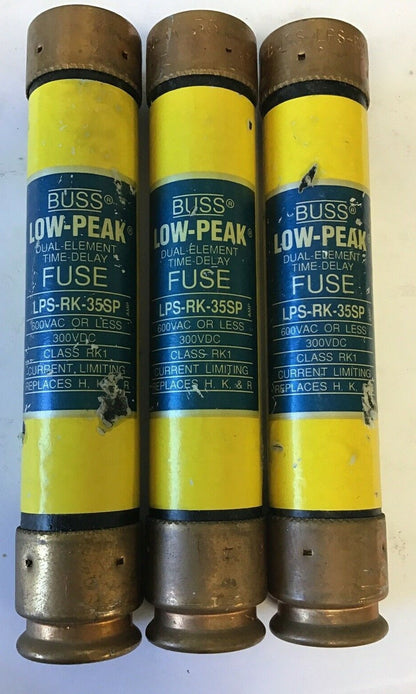 BUSS®
LOW-PEAK®
DUAL-ELEMENT
TIME-DELAY
FUSE
LPS-RK-35SP
AMP
600VAC OR LESS
300VDC
CLASS RK1
CURRENT LIMITING
REPLACES H. K. & R
BUSS®
LOW-PEAK®
DUAL-ELEMENT
TIME-DELAY
FUSE
LPS-RK-35SP
AMP
600VAC OR LESS
300VDC
CLASS RK1
CURRENT LIMITING
REPLACES H. K. & R
BUSS®
LOW-PEAK®
DUAL-ELEMENT
TIME-DELAY
FUSE
LPS-RK-35SP
600VAC OR LESS
300VDC
CLASS RK1
CURRENT LIMITING
REPLACES H. K. & R